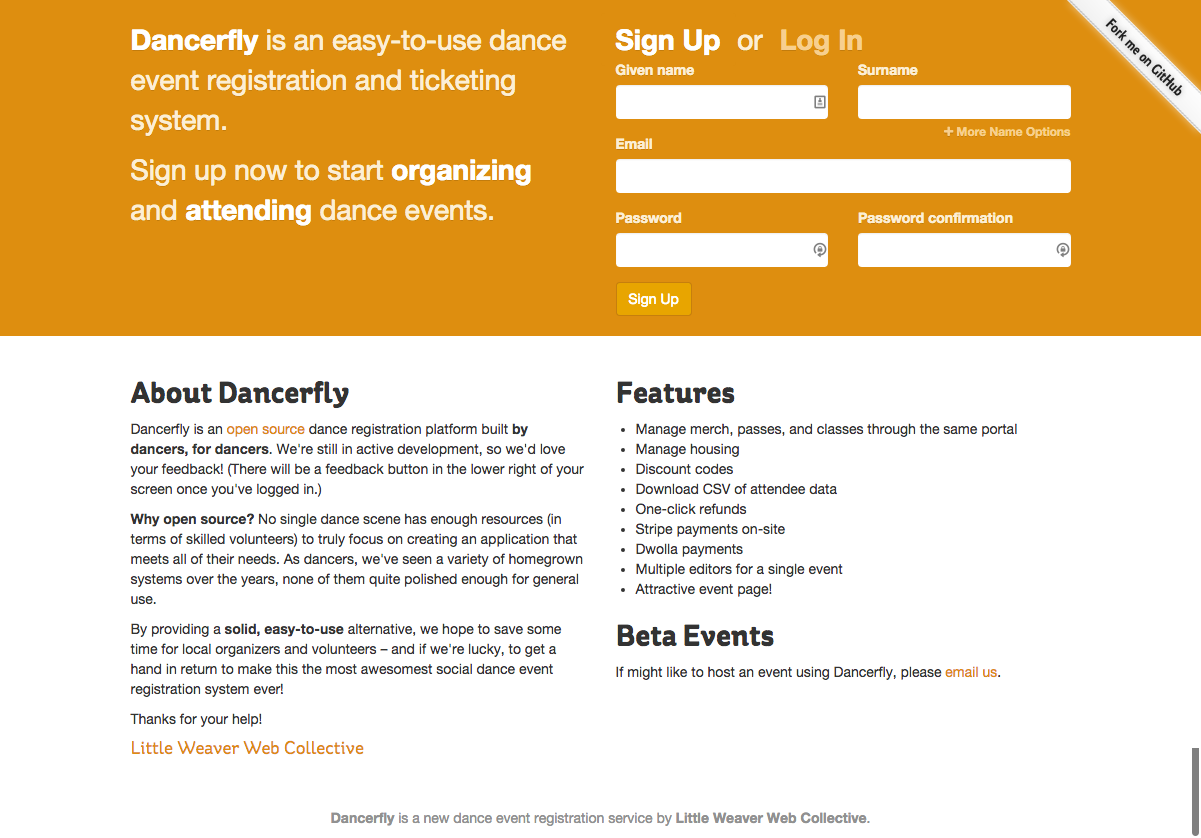 Dancerfly is an easy-to-use dance
event registration and ticketing
system.
Sign up now to start organizing
and attending dance events.
Sign Up or Log In
Given name
Surname
+ More Name Options
Email
Password
Password confirmation
Sign Up
Fork me on GitHub
About Dancerfly
Dancerfly is an open source dance registration platform built by
dancers, for dancers. We're still in active development, so we'd love
your feedback! (There will be a feedback button in the lower right of your
screen once you've logged in.)
Why open source? No single dance scene has enough resources (in
terms of skilled volunteers) to truly focus on creating an application that
meets all of their needs. As dancers, we've seen a variety of homegrown
systems over the years, none of them quite polished enough for general
use.
By providing a solid, easy-to-use alternative, we hope to save some
time for local organizers and volunteers – and if we're lucky, to get a
hand in return to make this the most awesomest social dance event
registration system ever!
Thanks for your help!
Little Weaver Web Collective
Features
• Manage merch, passes, and classes through the same portal
• Manage housing
• Discount codes
• Download CSV of attendee data
• One-click refunds
• Stripe payments on-site
• Dwolla payments
• Multiple editors for a single event
• Attractive event page!
Beta Events
If might like to host an event using Dancerfly, please email us.
Dancerfly is a new dance event registration service by Little Weaver Web Collective.